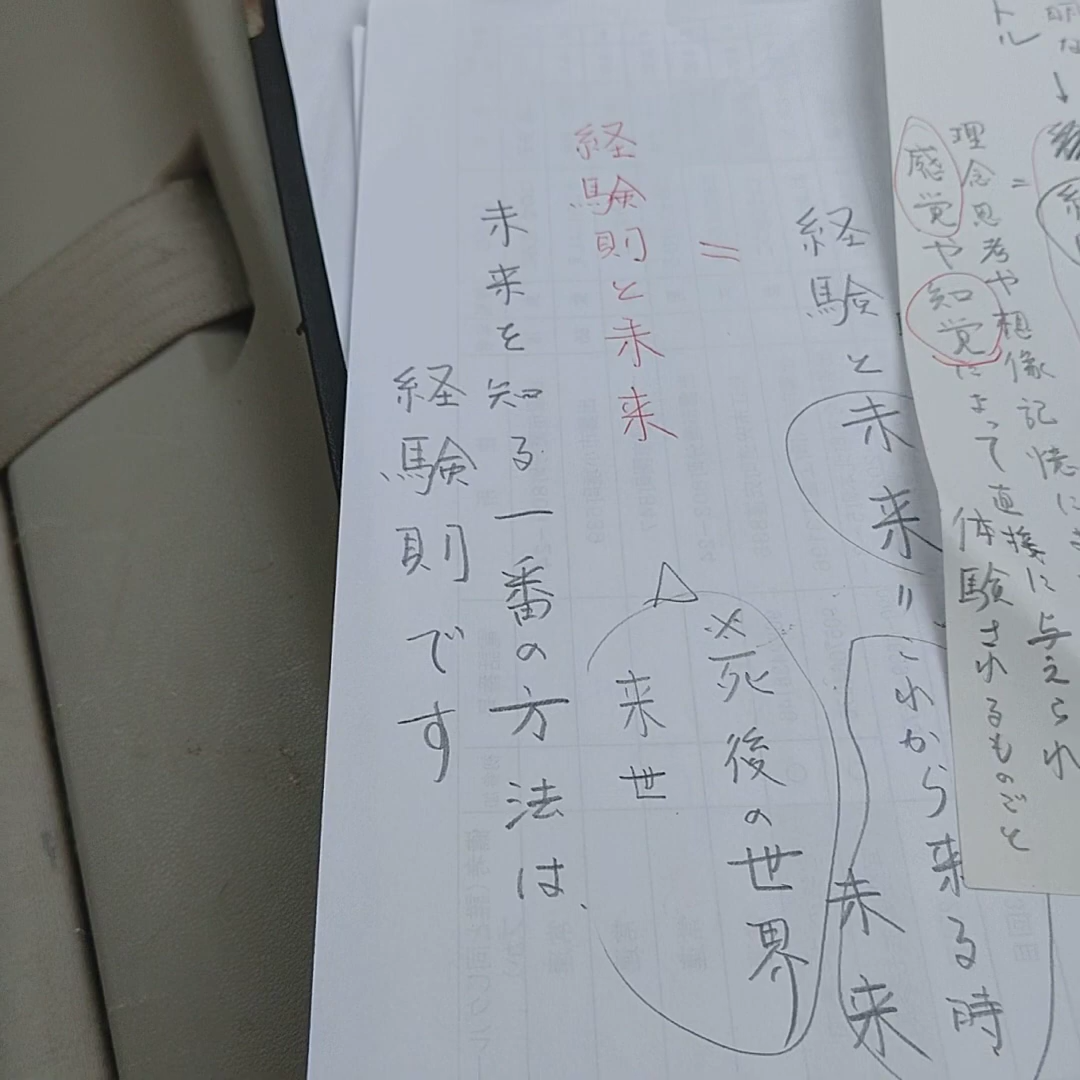 理念思考や想像記憶に
感覚や知覚によって直接に与えられ
体験されるものごと
経験と未来=これから来る時
未来
※死後の世界
来世
=
経験則と未来
未来を知る一番の方法は、
経験則です